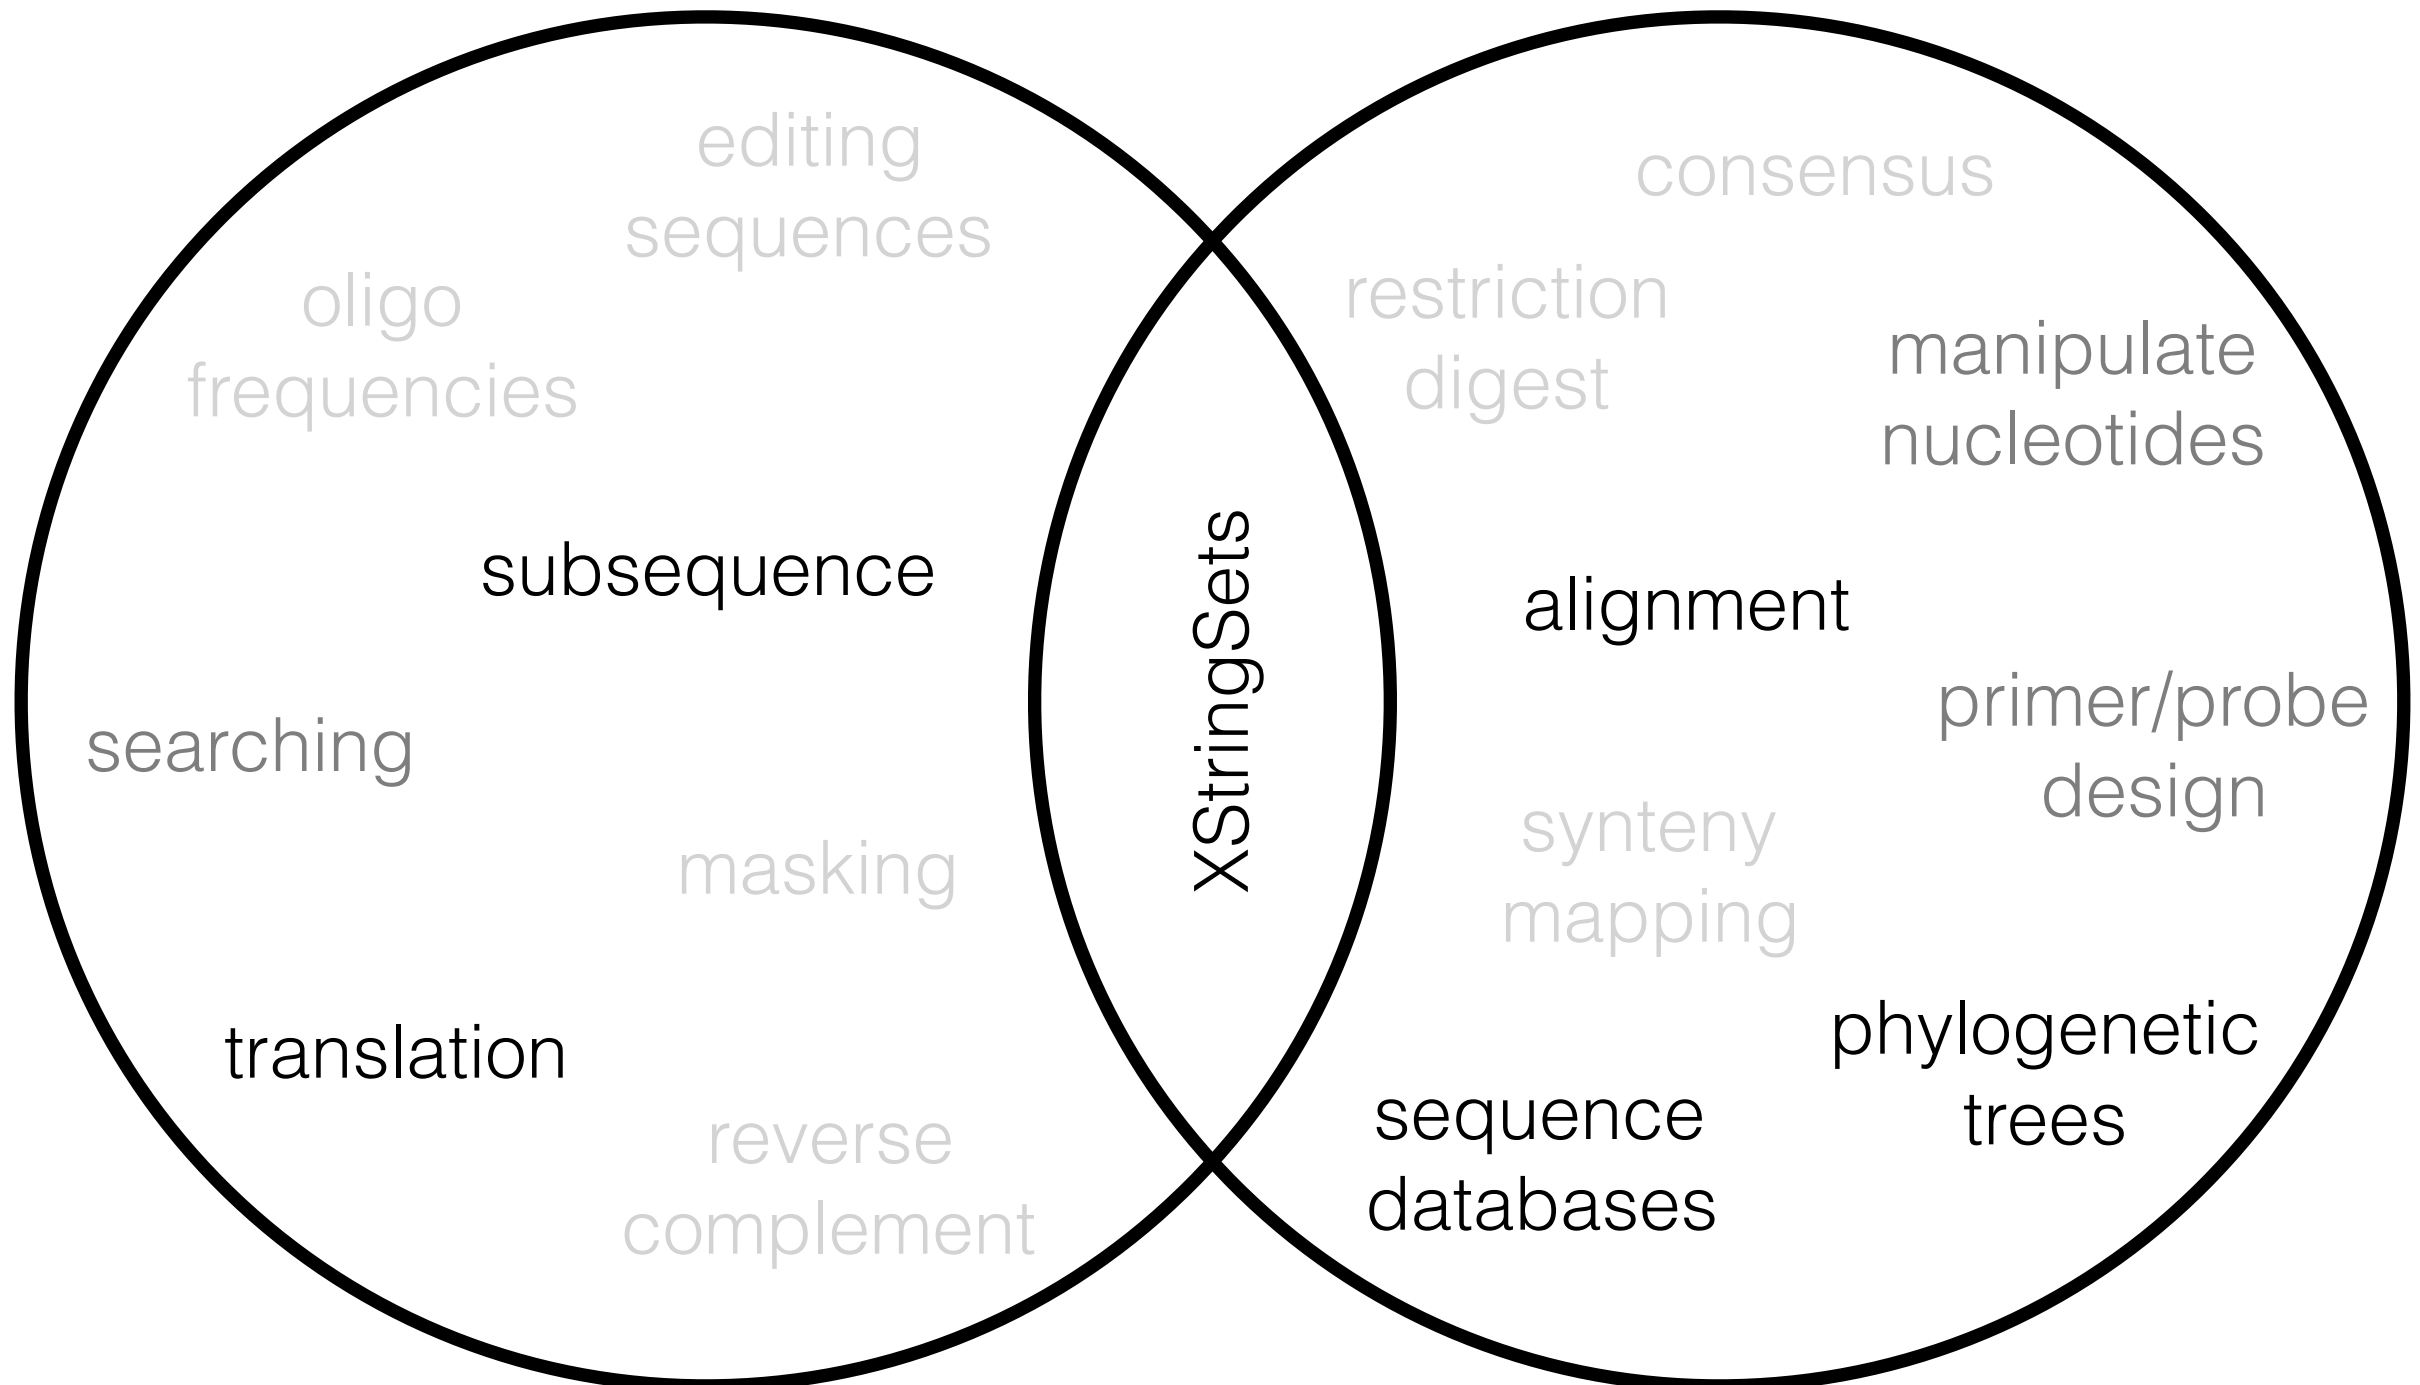 editing
sequences
oligo
frequencies
subsequence
searching
masking
translation
reverse
complement
XStringSets
consensus
restriction
digest
manipulate
nucleotides
alignment
primer/probe
design
synteny
mapping
phylogenetic
trees
sequence
databases